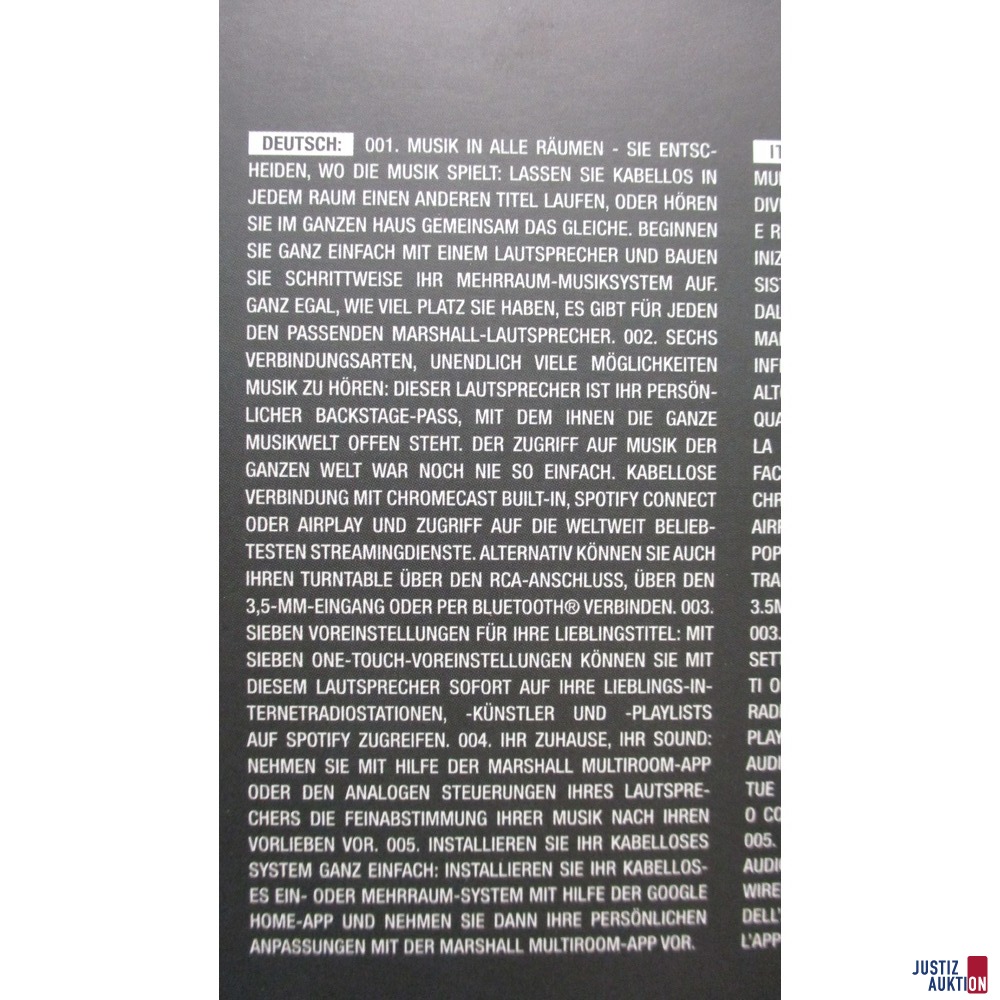 DEUTSCH: 001. MUSIK IN ALLE RÄUMEN - SIE ENTSC-
HEIDEN, WO DIE MUSIK SPIELT: LASSEN SIE KABELLOS IN
JEDEM RAUM EINEN ANDEREN TITEL LAUFEN, ODER HÖREN
SIE IM GANZEN HAUS GEMEINSAM DAS GLEICHE. BEGINNEN
SIE GANZ EINFACH MIT EINEM LAUTSPRECHER UND BAUEN
SIE SCHRITTWEISE IHR MEHRRAUM-MUSIKSYSTEM AUF.
GANZ EGAL, WIE VIEL PLATZ SIE HABEN, ES GIBT FÜR JEDEN
DEN PASSENDEN MARSHALL-LAUTSPRECHER. 002. SECHS
VERBINDUNGSARTEN, UNENDLICH VIELE MÖGLICHKEITEN
MUSIK ZU HÖREN: DIESER LAUTSPRECHER IST IHR PERSÖN-
LICHER BACKSTAGE-PASS, MIT DEM IHNEN DIE GANZE
MUSIKWELT OFFEN STEHT. DER ZUGRIFF AUF MUSIK DER
GANZEN WELT WAR NOCH NIE SO EINFACH. KABELLOSE
VERBINDUNG MIT CHROMECAST BUILT-IN, SPOTIFY CONNECT
ODER AIRPLAY UND ZUGRIFF AUF DIE WELTWEIT BELIEB-
TESTEN STREAMINGDIENSTE. ALTERNATIV KÖNNEN SIE AUCH
IHREN TURNTABLE ÜBER DEN RCA-ANSCHLUSS, ÜBER DEN
3,5-MM-EINGANG ODER PER BLUETOOTH® VERBINDEN. 003.
SIEBEN VOREINSTELLUNGEN FÜR IHRE LIEBLINGSTITEL: MIT
SIEBEN ONE-TOUCH-VOREINSTELLUNGEN KÖNNEN SIE MIT
DIESEM LAUTSPRECHER SOFORT AUF IHRE LIEBLINGS-IN-
TERNETRADIOSTATIONEN, -KÜNSTLER UND -PLAYLISTS
AUF SPOTIFY ZUGREIFEN. 004. IHR ZUHAUSE, IHR SOUND:
NEHMEN SIE MIT HILFE DER MARSHALL MULTIROOM-APP
ODER DEN ANALOGEN STEUERUNGEN IHRES LAUTSPRE-
CHERS DIE FEINABSTIMMUNG IHRER MUSIK NACH IHREN
VORLIEBEN VOR. 005. INSTALLIEREN SIE IHR KABELLOSES
SYSTEM GANZ EINFACH: INSTALLIEREN SIE IHR KABELLOS-
ES EIN- ODER MEHRRAUM-SYSTEM MIT HILFE DER GOOGLE
HOME-APP UND NEHMEN SIE DANN IHRE PERSÖNLICHEN
ANPASSUNGEN MIT DER MARSHALL MULTIROOM-APP VOR.
E
LA
003.
TI
TUE
O
005.
JUSTIZ
AUKTION